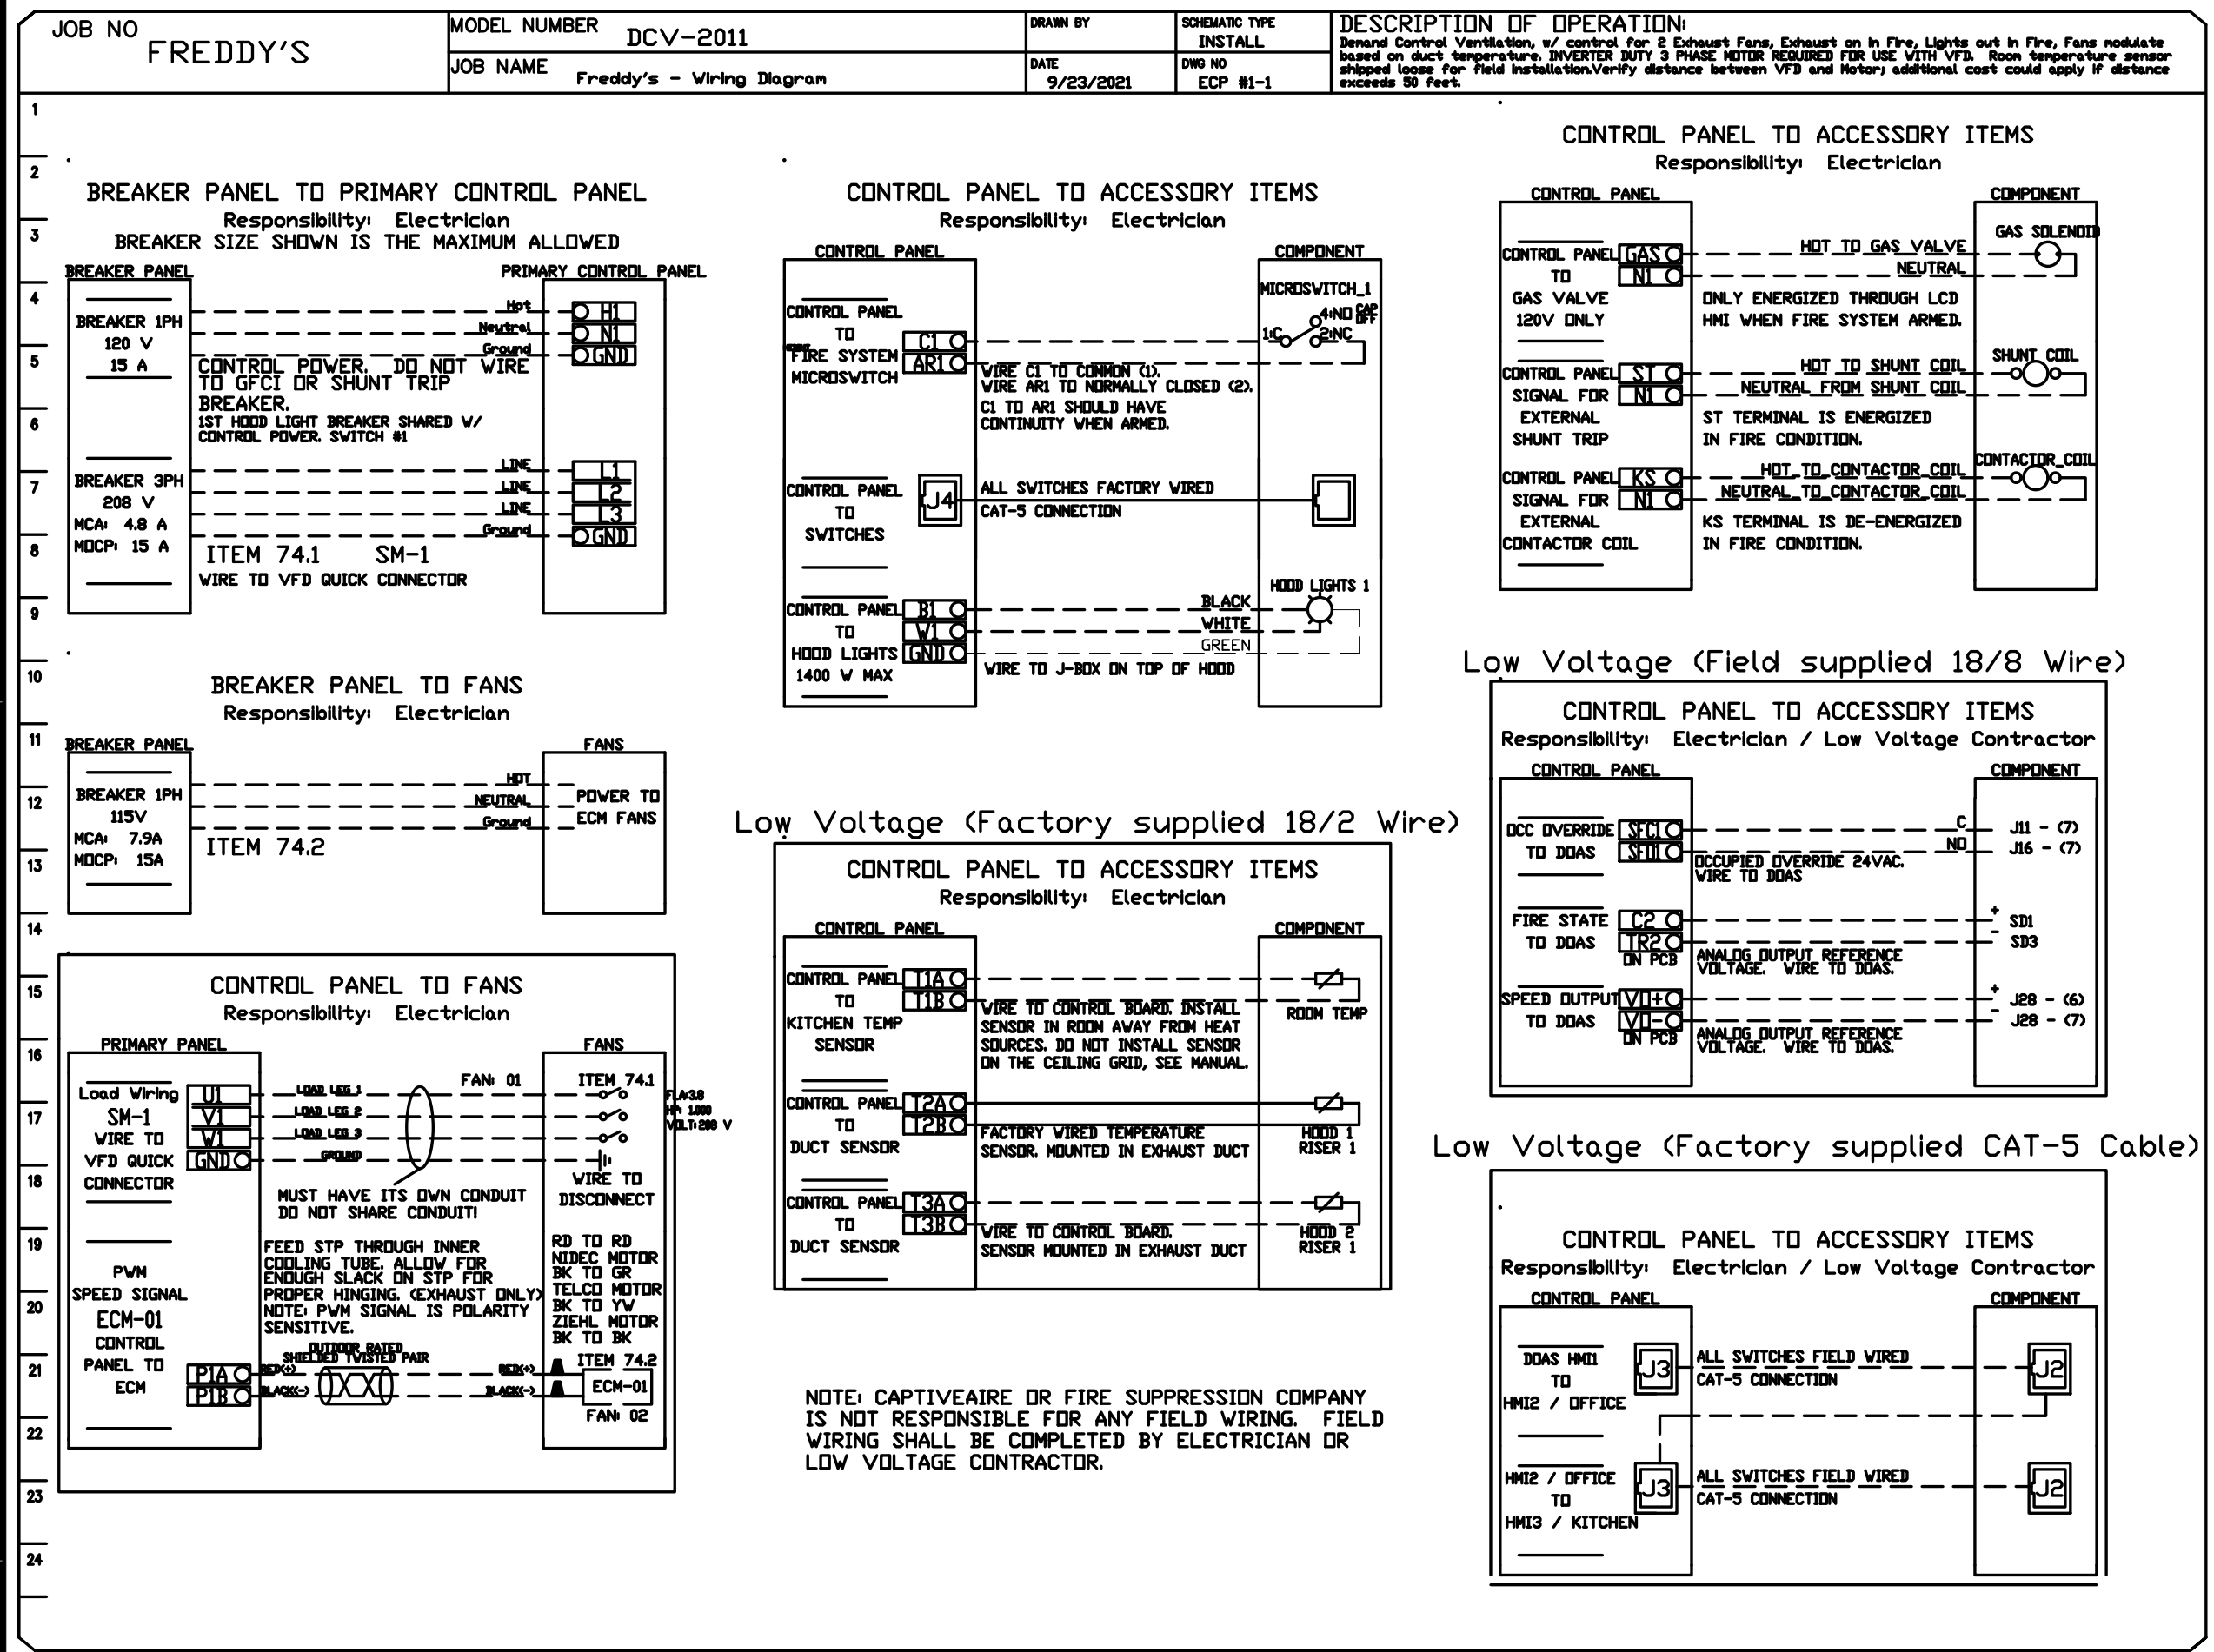 JOB NO
FREDDY'S
MODEL NUMBER
DCV-2011
JOB NAME
Freddy's - Wiring Diagram
DRAWN BY
DATE
9/23/2021
SCHEMATIC TYPE
INSTALL
DWG NO
ECP #1-1
DESCRIPTION OF OPERATION:
Demand Control Ventilation, w/ control for 2 Exhaust Fans, Exhaust on in Fire, Lights out in Fire, Fans modulate
based on duct temperature. INVERTER DUTY 3 PHASE MOTOR REQUIRED FOR USE WITH VFD. Room temperature sensor
shipped loose for field installation.Verify distance between VFD and Motor; additional cost could apply if distance
exceeds 50 feet.
1
2
3
4
5
6
7
8
9
10
11
12
13
14
15
16
17
18
19
20
21
22
23
24
BREAKER PANEL TO PRIMARY CONTROL PANEL
Responsibility: Electrician
BREAKER SIZE SHOWN IS THE MAXIMUM ALLOWED
BREAKER PANEL
PRIMARY CONTROL PANEL
BREAKER 1PH
120 V
15 A
Hot
H1
Neutral
N1
Ground
GND
CONTROL POWER. DO NOT WIRE
TO GFCI OR SHUNT TRIP
BREAKER.
1ST HOOD LIGHT BREAKER SHARED W/
CONTROL POWER. SWITCH #1
BREAKER 3PH
208 V
MCA: 4.8 A
MOCP: 15 A
LINE
L1
LINE
L2
LINE
L3
Ground
GND
ITEM 74.1 SM-1
WIRE TO VFD QUICK CONNECTOR
BREAKER PANEL TO FANS
Responsibility: Electrician
BREAKER PANEL
FANS
BREAKER 1PH
115V
MCA: 7.9A
MOCP: 15A
HOT
NEUTRAL
Ground
POWER TO
ECM FANS
ITEM 74.2
CONTROL PANEL TO FANS
Responsibility: Electrician
PRIMARY PANEL
FANS
Load Wiring
SM-1
WIRE TO
VFD QUICK
CONNECTOR
U1
V1
W1
GND
LOAD LEG 1
LOAD LEG 2
LOAD LEG 3
GROUND
FAN: 01
ITEM 74.1
FLA:3.8
HP: 1.000
VOLT: 208 V
WIRE TO
DISCONNECT
MUST HAVE ITS OWN CONDUIT
DO NOT SHARE CONDUIT!
PWM
SPEED SIGNAL
ECM-01
CONTROL
PANEL TO
ECM
FEED STP THROUGH INNER
COOLING TUBE. ALLOW FOR
ENOUGH SLACK ON STP FOR
PROPER HINGING. (EXHAUST ONLY)
NOTE: PWM SIGNAL IS POLARITY
SENSITIVE.
RD TO RD
NIDEC MOTOR
BK TO GR
TELCO MOTOR
BK TO YW
ZIEHL MOTOR
BK TO BK
OUTDOOR RATED
SHIELDED TWISTED PAIR
P1A
P1B
RED(+)
BLACK(-)
RED(+)
BLACK(-)
ITEM 74.2
ECM-01
FAN: 02
CONTROL PANEL TO ACCESSORY ITEMS
Responsibility: Electrician
CONTROL PANEL
COMPONENT
CONTROL PANEL
TO
FIRE SYSTEM
MICROSWITCH
C1
AR1
MICROSWITCH_1
4:NO CAP OFF
1:C
2:NC
WIRE C1 TO COMMON (1).
WIRE AR1 TO NORMALLY CLOSED (2).
C1 TO AR1 SHOULD HAVE
CONTINUITY WHEN ARMED.
CONTROL PANEL
TO
SWITCHES
J4
ALL SWITCHES FACTORY WIRED
CAT-5 CONNECTION
CONTROL PANEL
TO
HOOD LIGHTS
1400 W MAX
B1
W1
GND
BLACK
WHITE
GREEN
HOOD LIGHTS 1
WIRE TO J-BOX ON TOP OF HOOD
Low Voltage (Factory supplied 18/2 Wire)
CONTROL PANEL TO ACCESSORY ITEMS
Responsibility: Electrician
CONTROL PANEL
COMPONENT
CONTROL PANEL
TO
KITCHEN TEMP
SENSOR
T1A
T1B
WIRE TO CONTROL BOARD. INSTALL
SENSOR IN ROOM AWAY FROM HEAT
SOURCES. DO NOT INSTALL SENSOR
ON THE CEILING GRID, SEE MANUAL.
ROOM TEMP
CONTROL PANEL
TO
DUCT SENSOR
T2A
T2B
FACTORY WIRED TEMPERATURE
SENSOR. MOUNTED IN EXHAUST DUCT
HOOD 1
RISER 1
CONTROL PANEL
TO
DUCT SENSOR
T3A
T3B
WIRE TO CONTROL BOARD.
SENSOR MOUNTED IN EXHAUST DUCT
HOOD 2
RISER 1
NOTE: CAPTIVEAIRE OR FIRE SUPPRESSION COMPANY
IS NOT RESPONSIBLE FOR ANY FIELD WIRING. FIELD
WIRING SHALL BE COMPLETED BY ELECTRICIAN OR
LOW VOLTAGE CONTRACTOR.
CONTROL PANEL TO ACCESSORY ITEMS
Responsibility: Electrician
CONTROL PANEL
COMPONENT
CONTROL PANEL
TO
GAS VALVE
120V ONLY
GAS
N1
HOT TO GAS VALVE
NEUTRAL
GAS SOLENOID
ONLY ENERGIZED THROUGH LCD
HMI WHEN FIRE SYSTEM ARMED.
CONTROL PANEL
SIGNAL FOR
EXTERNAL
SHUNT TRIP
ST
N1
HOT TO SHUNT COIL
NEUTRAL FROM SHUNT COIL
SHUNT COIL
ST TERMINAL IS ENERGIZED
IN FIRE CONDITION.
CONTROL PANEL
SIGNAL FOR
EXTERNAL
CONTACTOR COIL
KS
N1
HOT_TO_CONTACTOR_COIL
NEUTRAL_TO_CONTACTOR_COIL
CONTACTOR_COIL
KS TERMINAL IS DE-ENERGIZED
IN FIRE CONDITION.
Low Voltage (Field supplied 18/8 Wire)
CONTROL PANEL TO ACCESSORY ITEMS
Responsibility: Electrician / Low Voltage Contractor
CONTROL PANEL
COMPONENT
OCC OVERRIDE
TO DOAS
SFC1
SFO1
C
NO
J11 - (7)
J16 - (7)
OCCUPIED OVERRIDE 24VAC.
WIRE TO DOAS
FIRE STATE
TO DOAS
C2
TR2
ON PCB
+
SD1
-
SD3
ANALOG OUTPUT REFERENCE
VOLTAGE. WIRE TO DOAS.
SPEED OUTPUT
TO DOAS
VO+
VO-
ON PCB
+
J28 - (6)
-
J28 - (7)
ANALOG OUTPUT REFERENCE
VOLTAGE. WIRE TO DOAS.
Low Voltage (Factory supplied CAT-5 Cable)
CONTROL PANEL TO ACCESSORY ITEMS
Responsibility: Electrician / Low Voltage Contractor
CONTROL PANEL
COMPONENT
DOAS HMI1
TO
HMI2 / OFFICE
J3
ALL SWITCHES FIELD WIRED
CAT-5 CONNECTION
J2
HMI2 / OFFICE
TO
HMI3 / KITCHEN
J3
ALL SWITCHES FIELD WIRED
CAT-5 CONNECTION
J2